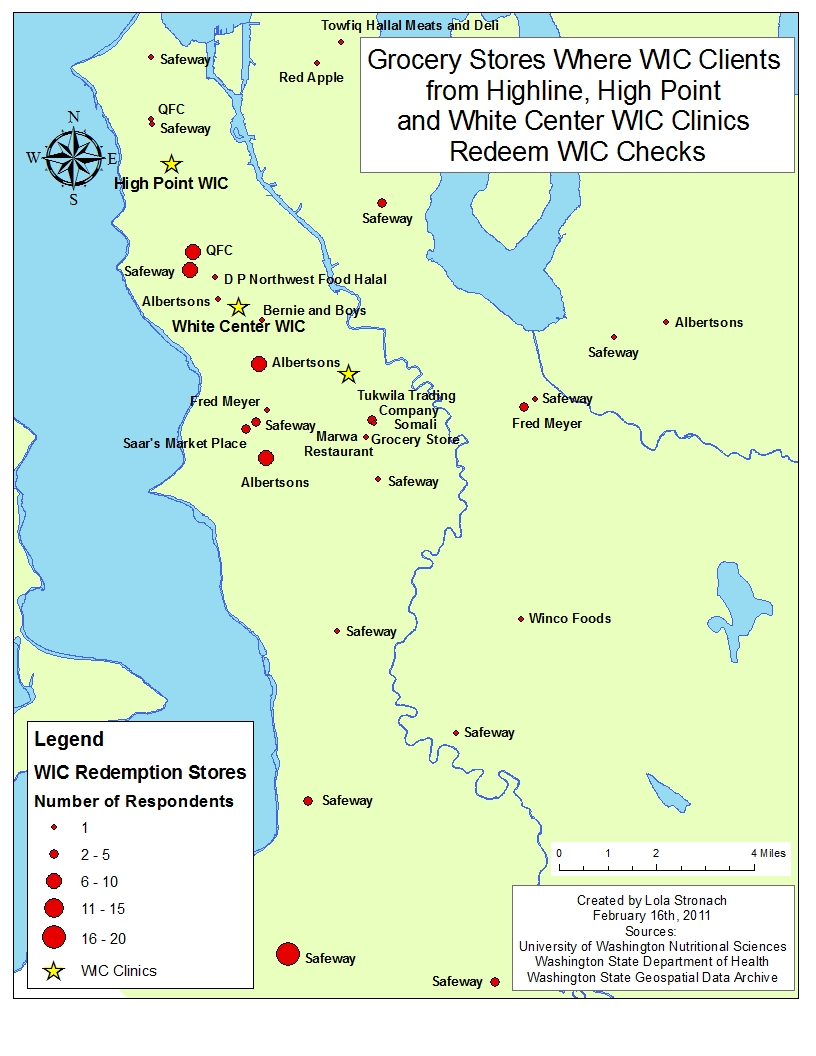 Towfiq Hallal Meats and Deli
Safeway
Red Apple
Grocery Stores Where WIC Clients
from Highline, High Point
and White Center WIC Clinics
Redeem WIC Checks
QFC
Safeway
N
W
E
S
High Point WIC
Safeway
QFC
Safeway
D P Northwest Food Halal
Albertsons
Bernie and Boys
White Center WIC
Albertsons
Safeway
Albertsons
Tukwila Trading
Company
Fred Meyer
Safeway
Somali
Grocery Store
Marwa
Restaurant
Saar's Market Place
Safeway
Fred Meyer
Albertsons
Safeway
Winco Foods
Safeway
Safeway
Safeway
Safeway
Safeway
Legend
WIC Redemption Stores
Number of Respondents
1
2 - 5
6 - 10
11 - 15
16 - 20
WIC Clinics
0 1 2 4 Miles
Created by Lola Stronach
February 16th, 2011
Sources:
University of Washington Nutritional Sciences
Washington State Department of Health
Washington State Geospatial Data Archive